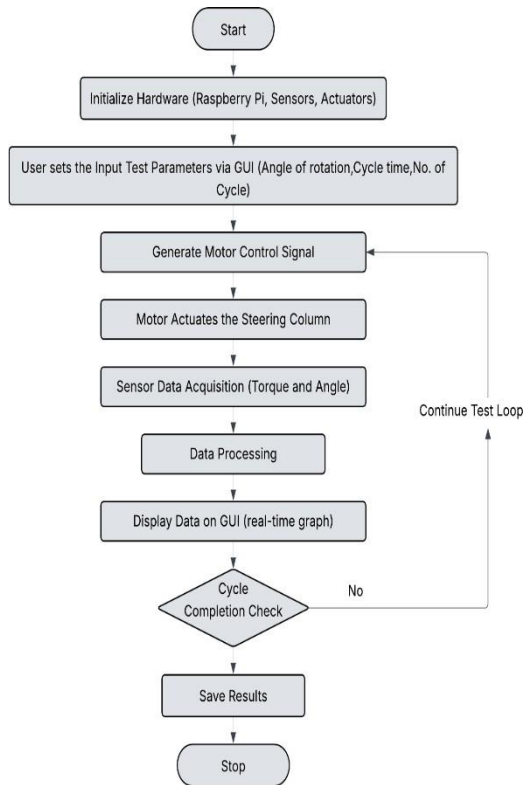 Start
Initialize Hardware (Raspberry Pi, Sensors, Actuators)
User sets the Input Test Parameters via GUI (Angle of rotation,Cycle time,No. of
Cycle)
Generate Motor Control Signal
Motor Actuates the Steering Column
Sensor Data Acquisition (Torque and Angle)
Continue Test Loop
Data Processing
Display Data on GUI (real-time graph)
Cycle
Completion Check
No
Save Results
Stop